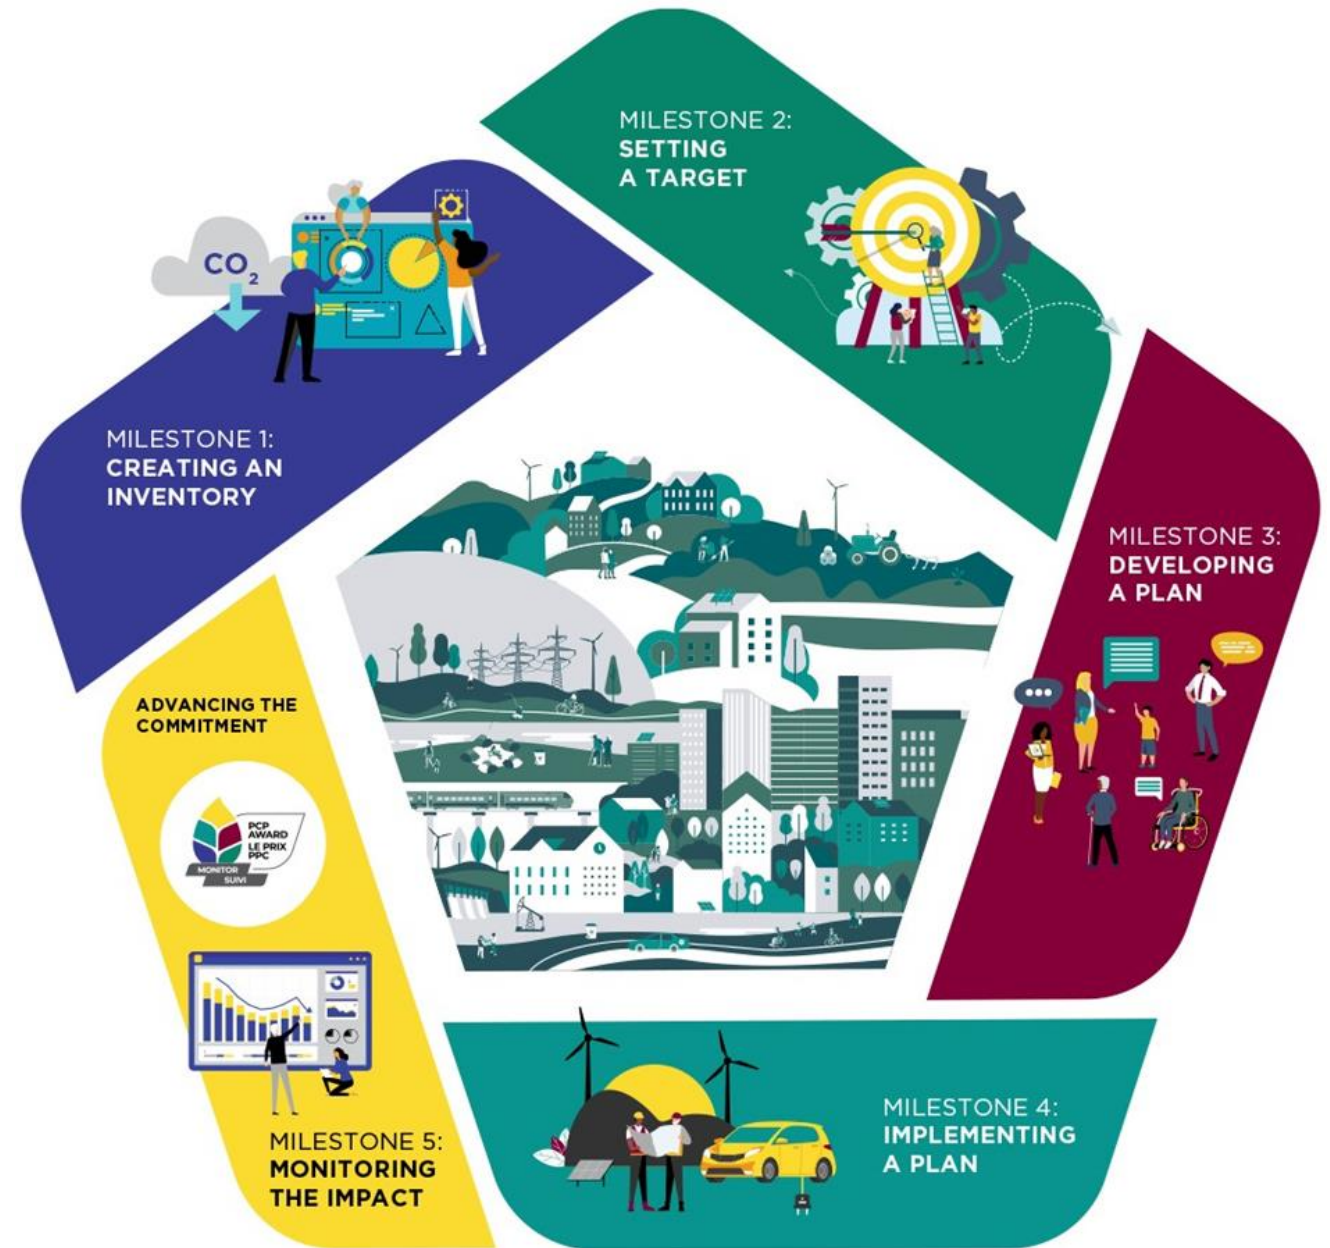 MILESTONE 1:
CREATING AN
INVENTORY
CO2
MILESTONE 2:
SETTING
A TARGET
MILESTONE 3:
DEVELOPING
A PLAN
MILESTONE 4:
IMPLEMENTING
A PLAN
MILESTONE 5:
MONITORING
THE IMPACT
ADVANCING THE
COMMITMENT
PCP
AWARD
LE PRIX
PPC
MONITOR
SUIVI